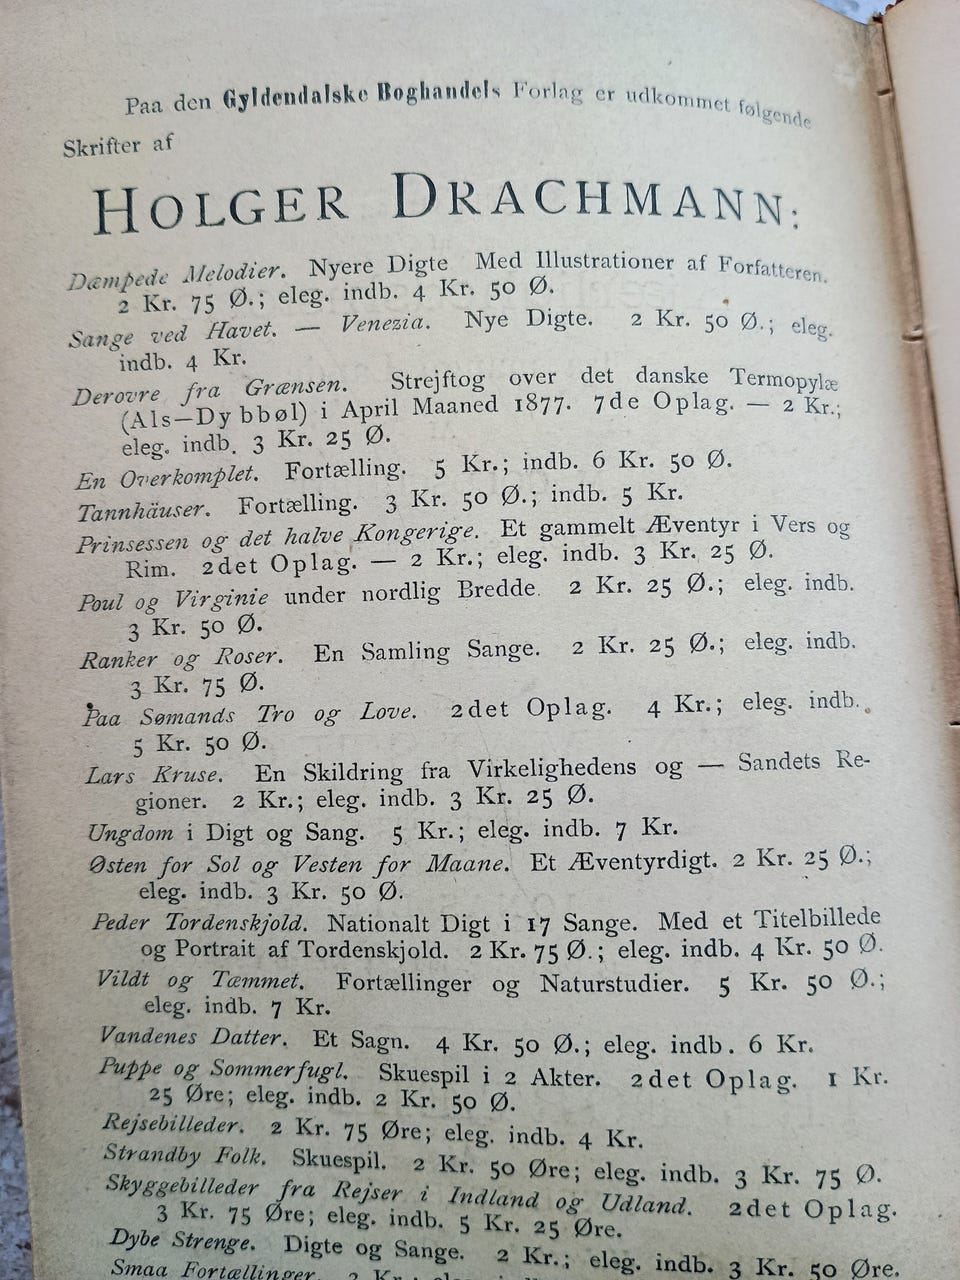 Paa den Gyldendalske Boghandels Forlag er udkommet følgende
Skrifter af
HOLGER DRACHMANN:
Dæmpede Melodier. Nyere Digte Med Illustrationer af Forfatteren.
2 Kr. 75 Ø.; eleg. indb. 4 Kr. 50 Ø.
Sange ved Havet. — Venezia. Nye Digte. 2 Kr. 50 Ø.; eleg.
indb. 4 Kr.
Derovre fra Grænsen. Strejftog over det danske Termopylæ
(Als—Dybbøl) i April Maaned 1877. 7de Oplag. — 2 Kr.;
eleg. indb. 3 Kr. 25 Ø.
En Overkomplet. Fortælling. 5 Kr.; indb. 6 Kr. 50 Ø.
Tannhäuser. Fortælling. 3 Kr. 50 Ø.; indb. 5 Kr.
Prinsessen og det halve Kongerige. Et gammelt Æventyr i Vers og
Rim. 2det Oplag. — 2 Kr.; eleg. indb. 3 Kr. 25 Ø.
Poul og Virginie under nordlig Bredde. 2 Kr. 25 Ø.; eleg. indb.
3 Kr. 50 Ø.
Ranker og Roser. En Samling Sange. 2 Kr. 25 Ø.; eleg. indb.
3 Kr. 75 Ø.
Paa Sømands Tro og Love. 2det Oplag. 4 Kr.; eleg. indb.
5 Kr. 50 Ø.
Lars Kruse. En Skildring fra Virkelighedens og — Sandets Re-
gioner. 2 Kr.; eleg. indb. 3 Kr. 25 Ø.
Ungdom i Digt og Sang. 5 Kr.; eleg. indb. 7 Kr.
Østen for Sol og Vesten for Maane. Et Æventyrdigt. 2 Kr. 25 Ø.;
eleg. indb. 3 Kr. 50 Ø.
Peder Tordenskjold. Nationalt Digt i 17 Sange. Med et Titelbillede
og Portrait af Tordenskjold. 2 Kr. 75 Ø.; eleg. indb. 4 Kr. 50 Ø.
Vildt og Tæmmet. Fortællinger og Naturstudier. 5 Kr. 50 Ø.;
eleg. indb. 7 Kr.
Vandenes Datter. Et Sagn. 4 Kr. 50 Ø.; eleg. indb. 6 Kr.
Puppe og Sommerfugl. Skuespil i 2 Akter. 2det Oplag. 1 Kr.
25 Øre; eleg. indb. 2 Kr. 50 Ø.
Rejsebilleder. 2 Kr. 75 Øre; eleg. indb. 4 Kr.
Strandby Folk. Skuespil. 2 Kr. 50 Øre; eleg. indb. 3 Kr. 75 Ø.
Skyggebilleder fra Rejser i Indland og Udland. 2det Oplag.
3 Kr. 75 Øre; eleg. indb. 5 Kr. 25 Øre.
Dybe Strenge. Digte og Sange. 2 Kr.; eleg. indb. 3 Kr. 50 Øre.
Smaa Fortællinger. 2 Kr.; eleg. indb.